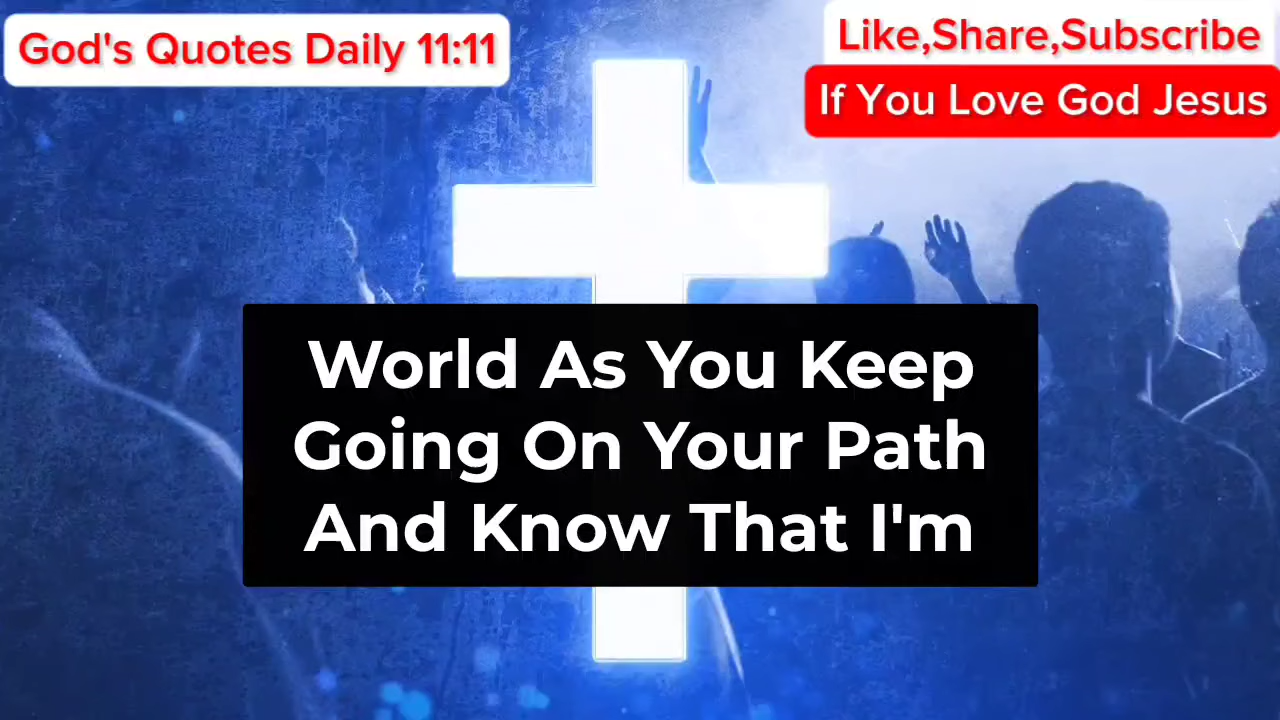 God's Quotes Daily 11:11
Like,Share,Subscribe
If You Love God Jesus
World As You Keep
Going On Your Path
And Know That I'm